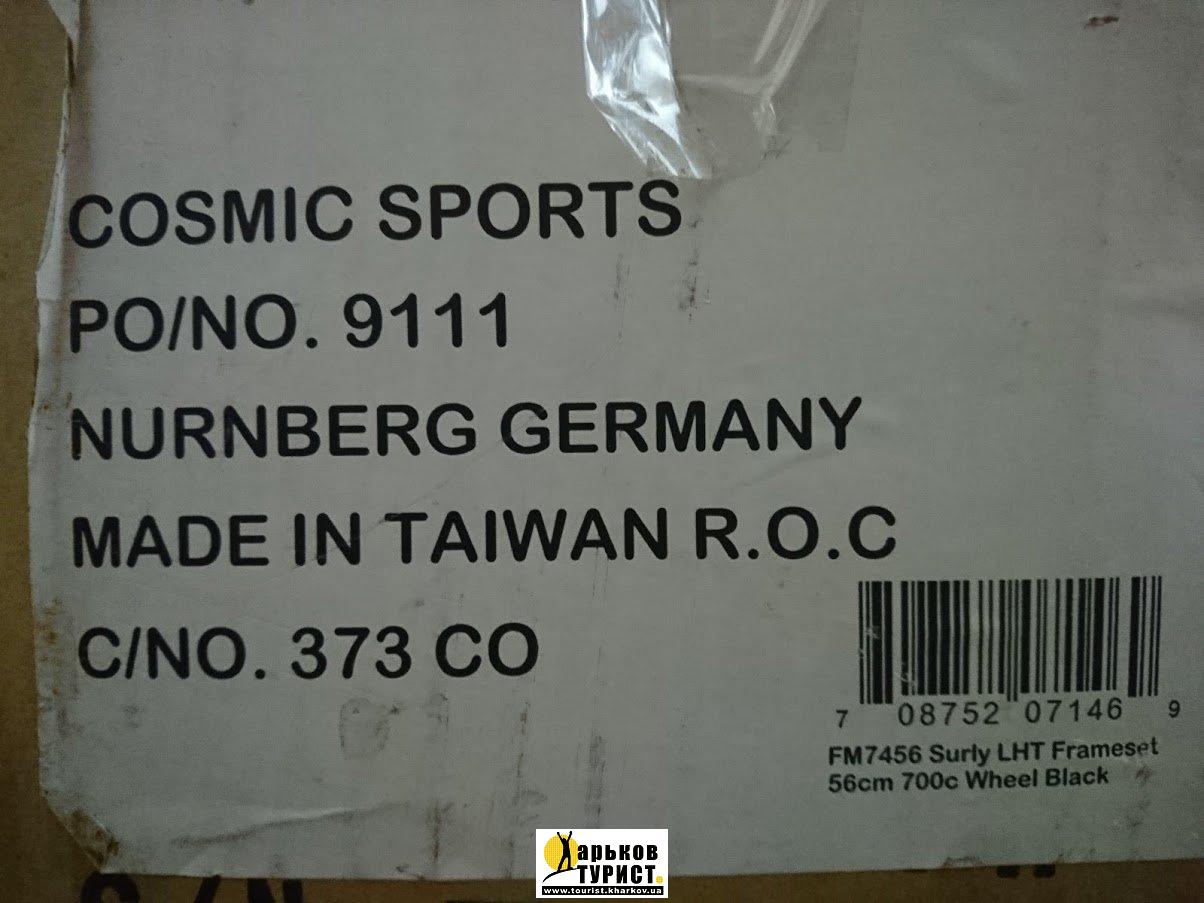 COSMIC SPORTS
PO/NO. 9111
NURNBERG GERMANY
MADE IN TAIWAN R.O.C
C/NO. 373 CO
7 08752 07146 9
FM7456 Surly LHT Frameset
56cm 700c Wheel Black
Харьков
ТУРИСТ.
www.tourist.kharkov.ua